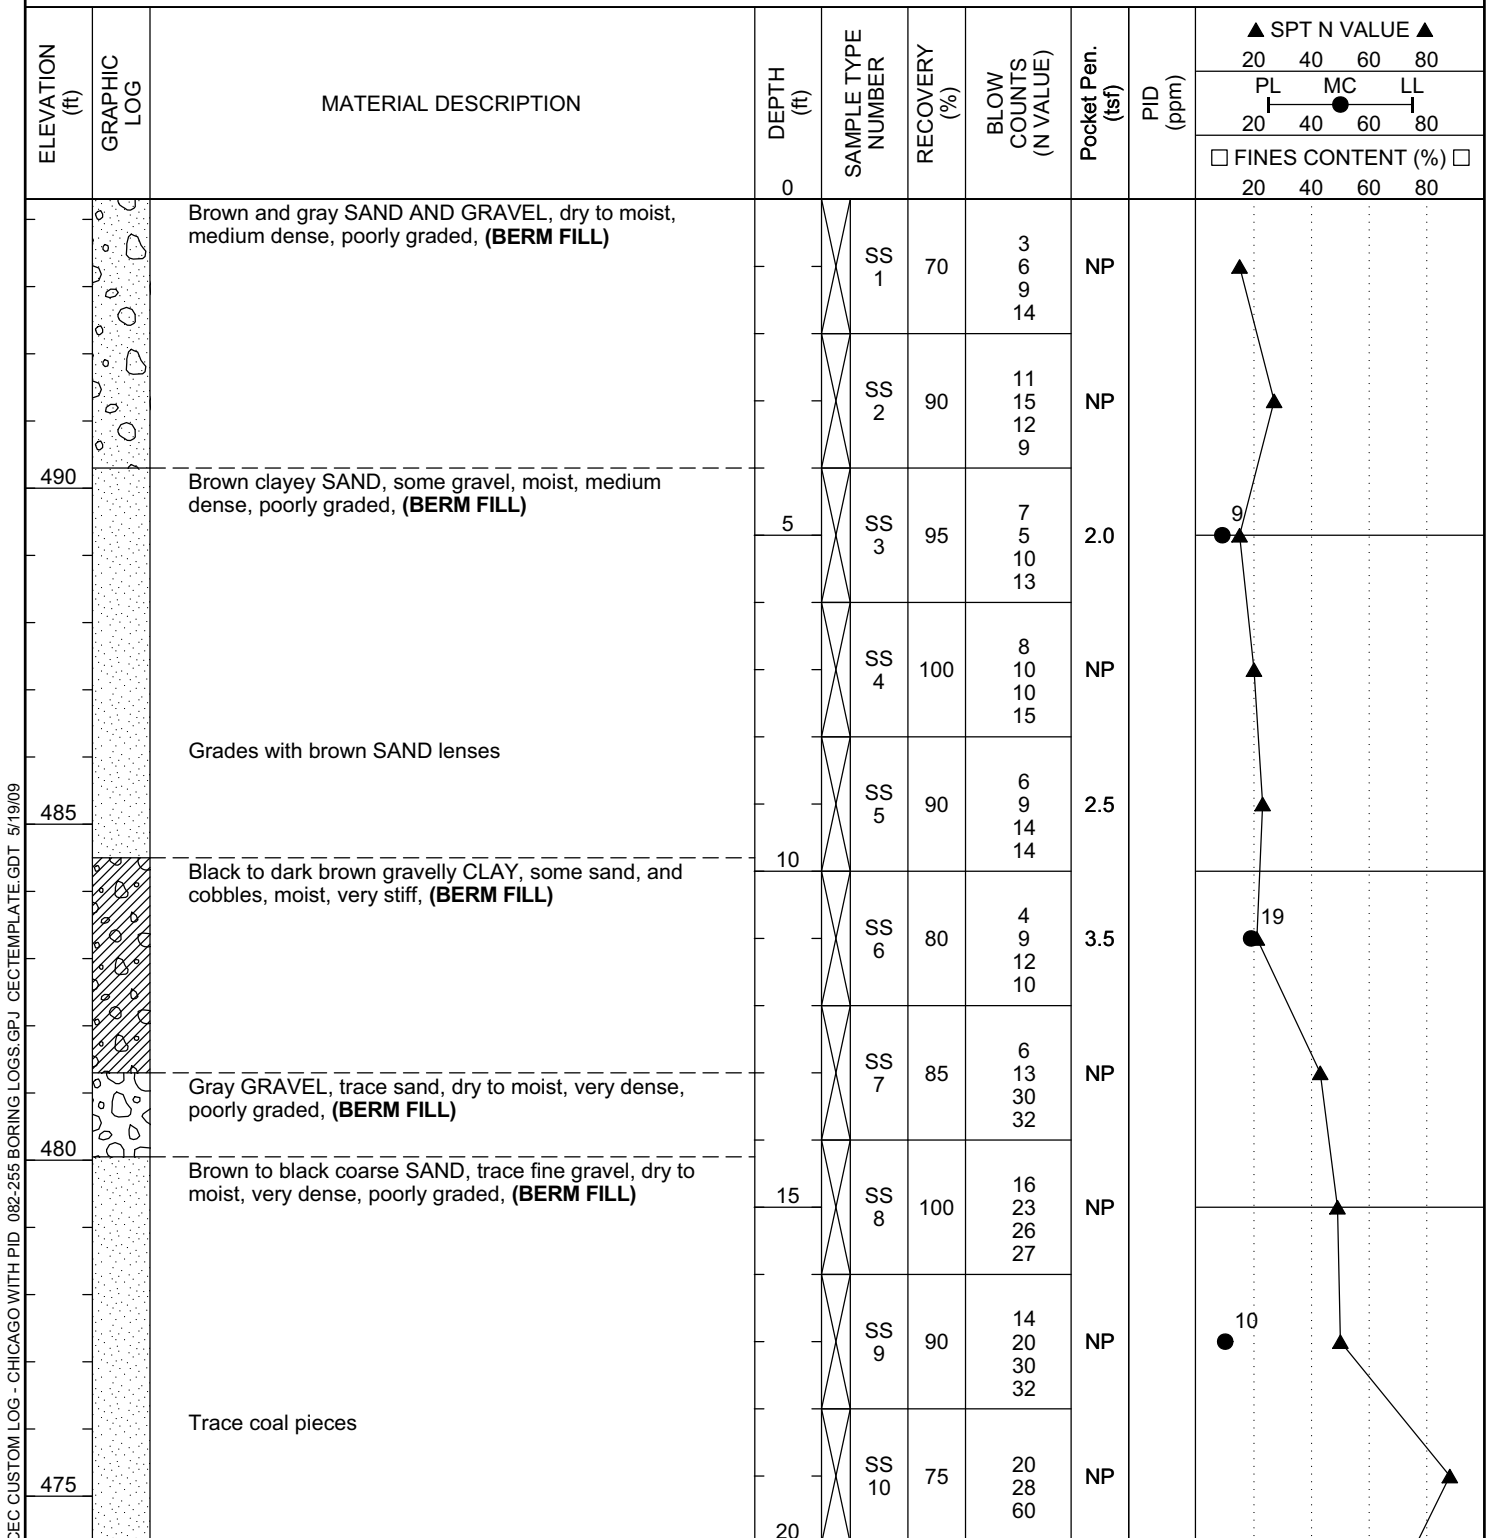 ELEVATION (ft)
GRAPHIC LOG
MATERIAL DESCRIPTION
DEPTH (ft)
0
SAMPLE TYPE NUMBER
RECOVERY (%)
BLOW COUNTS (N VALUE)
Pocket Pen. (tsf)
PID (ppm)
▲ SPT N VALUE ▲
20 40 60 80
PL MC LL
20 40 60 80
□ FINES CONTENT (%) □
20 40 60 80
Brown and gray SAND AND GRAVEL, dry to moist,
medium dense, poorly graded, (BERM FILL)
SS 1
70
3
6
9
14
NP
SS 2
90
11
15
12
9
NP
490
Brown clayey SAND, some gravel, moist, medium
dense, poorly graded, (BERM FILL)
5
SS 3
95
7
5
10
13
2.0
9
SS 4
100
8
10
10
15
NP
Grades with brown SAND lenses
SS 5
90
6
9
14
14
2.5
485
10
Black to dark brown gravelly CLAY, some sand, and
cobbles, moist, very stiff, (BERM FILL)
SS 6
80
4
9
12
10
3.5
19
SS 7
85
6
13
30
32
NP
Gray GRAVEL, trace sand, dry to moist, very dense,
poorly graded, (BERM FILL)
480
Brown to black coarse SAND, trace fine gravel, dry to
moist, very dense, poorly graded, (BERM FILL)
15
SS 8
100
16
23
26
27
NP
SS 9
90
14
20
30
32
NP
10
Trace coal pieces
SS 10
75
20
28
60
NP
475
20
CEC CUSTOM LOG - CHICAGO WITH PID 082-255 BORING LOGS.GPJ CECTEMPLATE.GDT 5/19/09